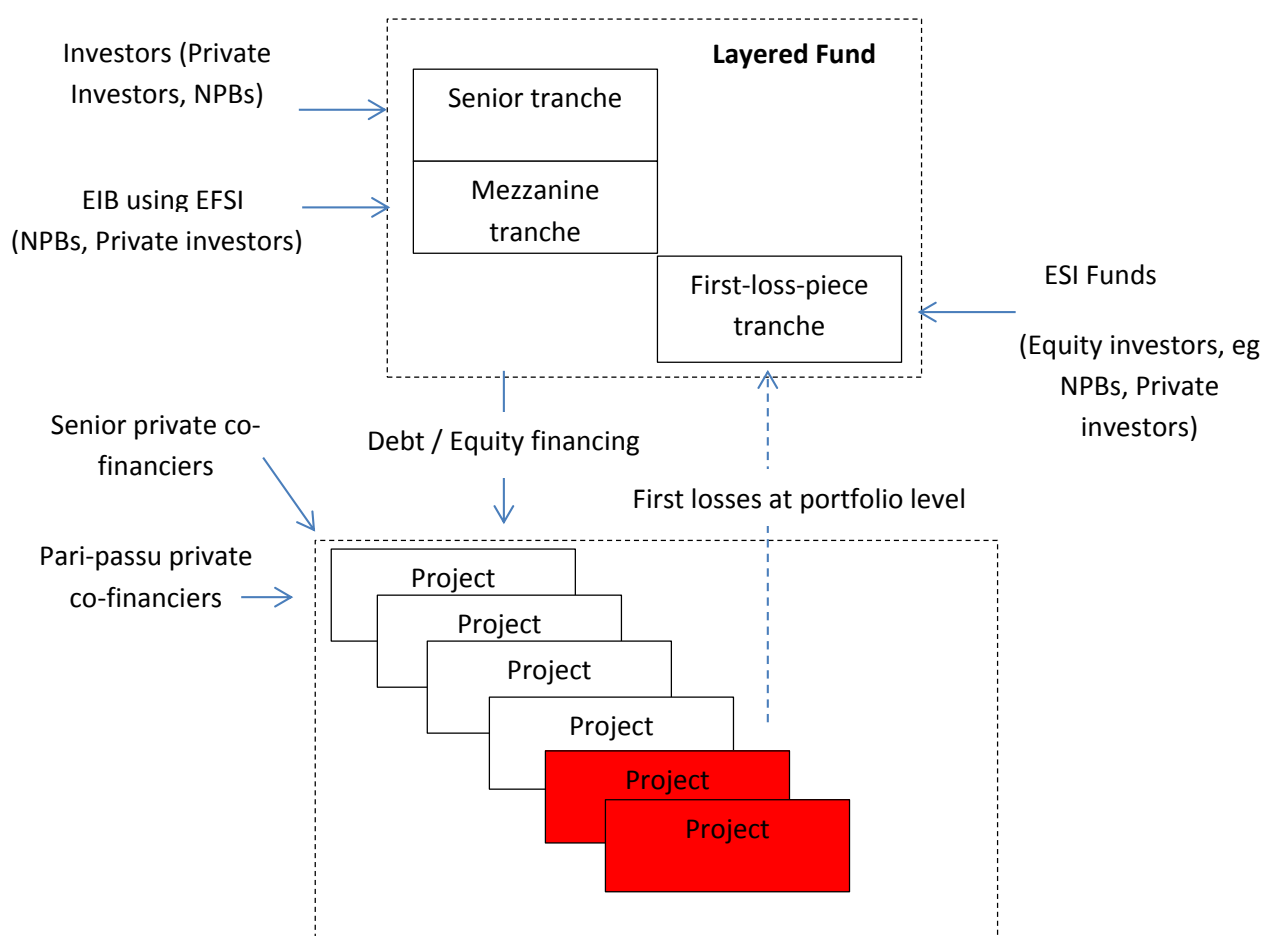 Layered Fund
Investors (Private
Investors, NPBs)
Senior tranche
EIB using EFSI
(NPBs, Private investors)
Mezzanine
tranche
First-loss-piece
tranche
ESI Funds
(Equity investors, eg
NPBs, Private
investors)
Senior private co-
financiers
Debt / Equity financing
First losses at portfolio level
Pari-passu private
co-financiers
Project
Project
Project
Project
Project
Project